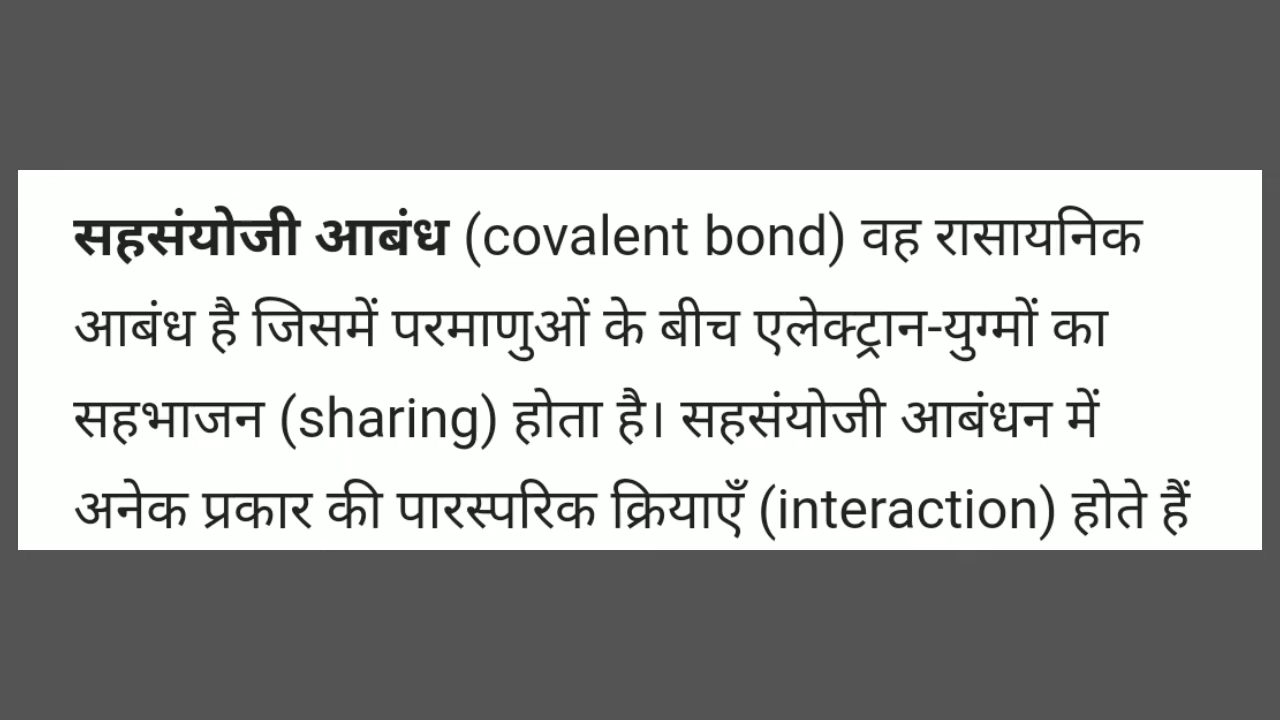 सहसंयोजी आबंध (covalent bond) वह रासायनिक
आबंध है जिसमें परमाणुओं के बीच एलेक्ट्रान-युग्मों का
सहभाजन (sharing) होता है। सहसंयोजी आबंधन में
अनेक प्रकार की पारस्परिक क्रियाएँ (interaction) होते हैं